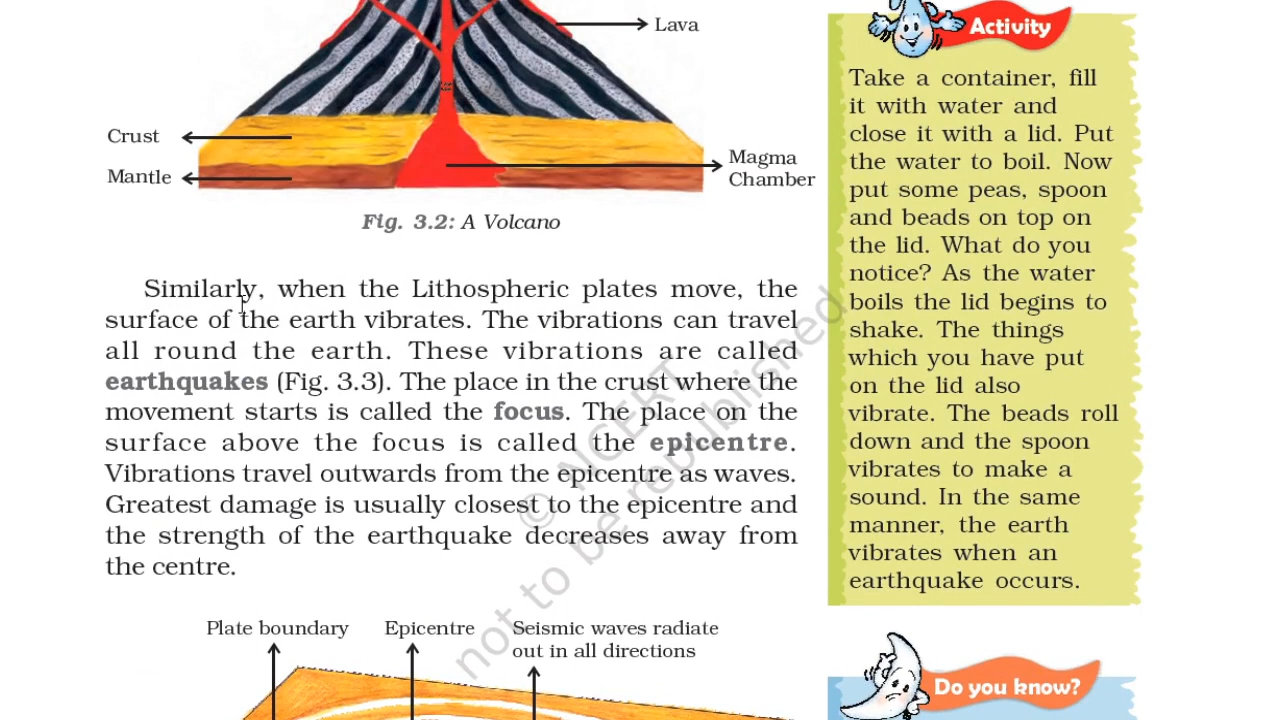 Lava
Crust
Mantle
Magma
Chamber
Fig. 3.2: A Volcano
Similarly, when the Lithospheric plates move, the
surface of the earth vibrates. The vibrations can travel
all round the earth. These vibrations are called
earthquakes (Fig. 3.3). The place in the crust where the
movement starts is called the focus. The place on the
surface above the focus is called the epicentre.
Vibrations travel outwards from the epicentre as waves.
Greatest damage is usually closest to the epicentre and
the strength of the earthquake decreases away from
the centre.
Plate boundary
Epicentre
Seismic waves radiate
out in all directions
© NCERT
not to be republished
Activity
Take a container, fill
it with water and
close it with a lid. Put
the water to boil. Now
put some peas, spoon
and beads on top on
the lid. What do you
notice? As the water
boils the lid begins to
shake. The things
which you have put
on the lid also
vibrate. The beads roll
down and the spoon
vibrates to make a
sound. In the same
manner, the earth
vibrates when an
earthquake occurs.
Do you know?